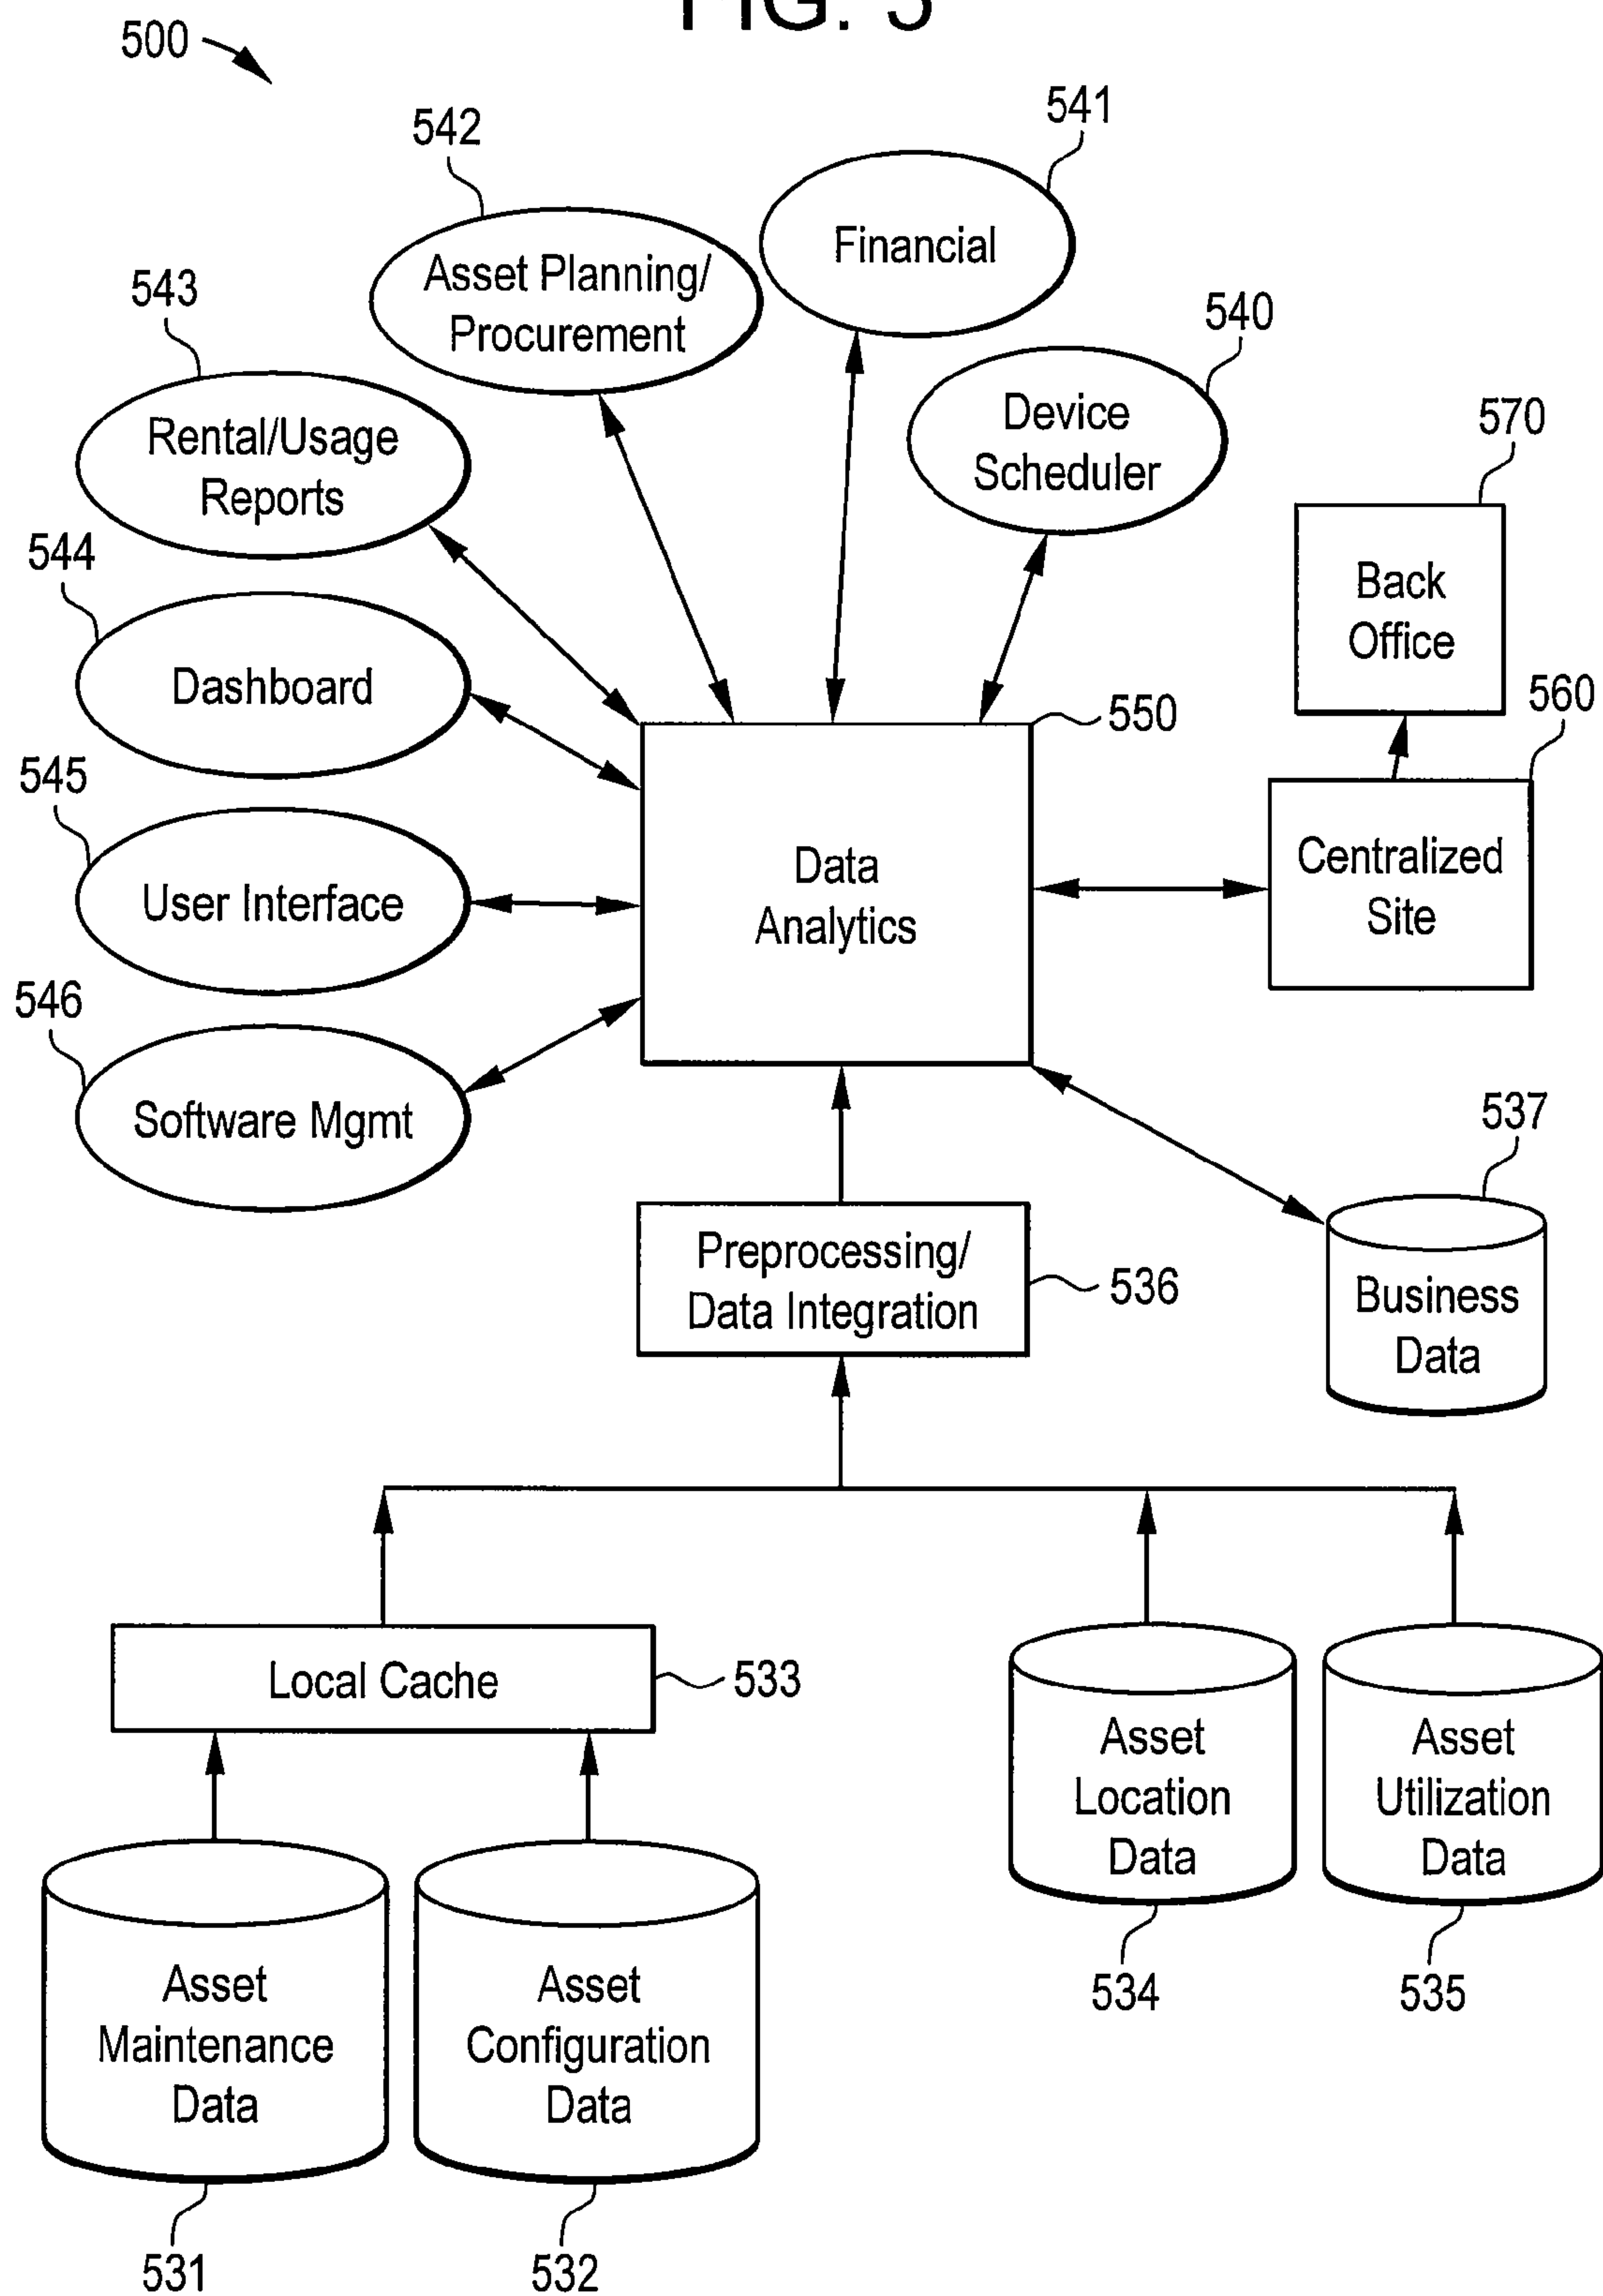 FIG. 5
500
541
542
Financial
Asset Planning/
Procurement
543
540
Rental/Usage
Reports
Device
Scheduler
570
544
Back
Office
Dashboard
550
560
545
Data
Analytics
Centralized
Site
User Interface
546
Software Mgmt
537
Preprocessing/
Data Integration
536
Business
Data
Local Cache
533
Asset
Location
Data
Asset
Utilization
Data
534
535
Asset
Maintenance
Data
Asset
Configuration
Data
531
532